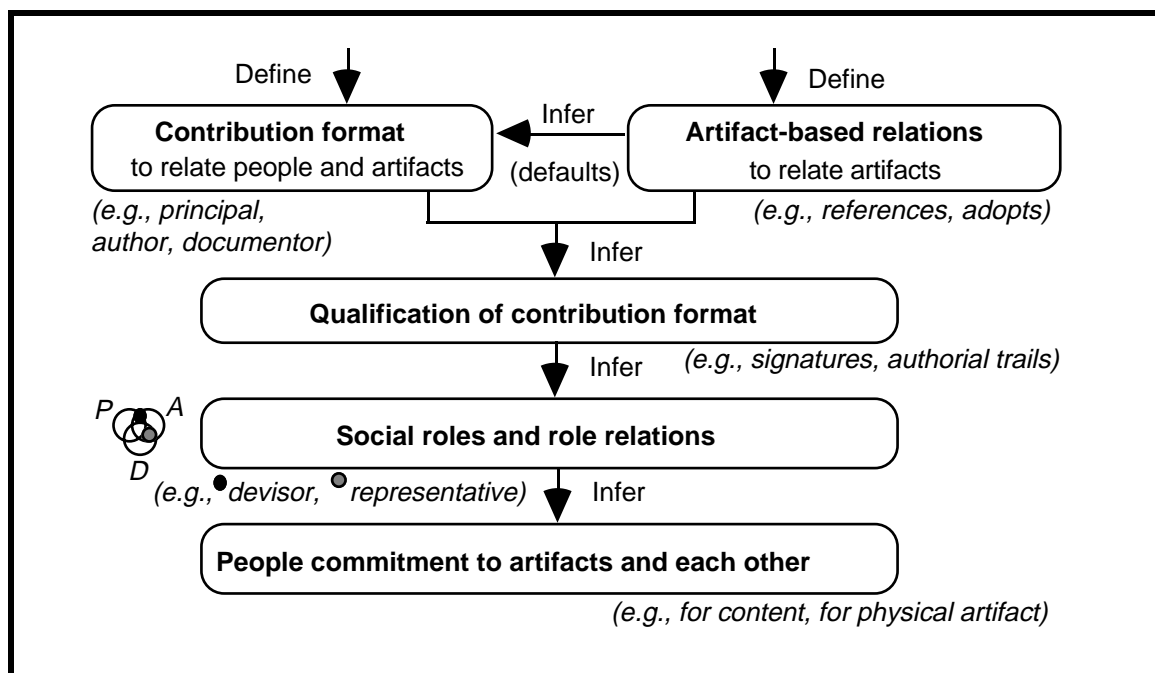 Define
Define
Contribution format
to relate people and artifacts
Infer
(defaults)
Artifact-based relations
to relate artifacts
(e.g., principal,
author, documentor)
(e.g., references, adopts)
Infer
Qualification of contribution format
(e.g., signatures, authorial trails)
Infer
P
A
D
Social roles and role relations
(e.g., devisor, representative)
Infer
People commitment to artifacts and each other
(e.g., for content, for physical artifact)